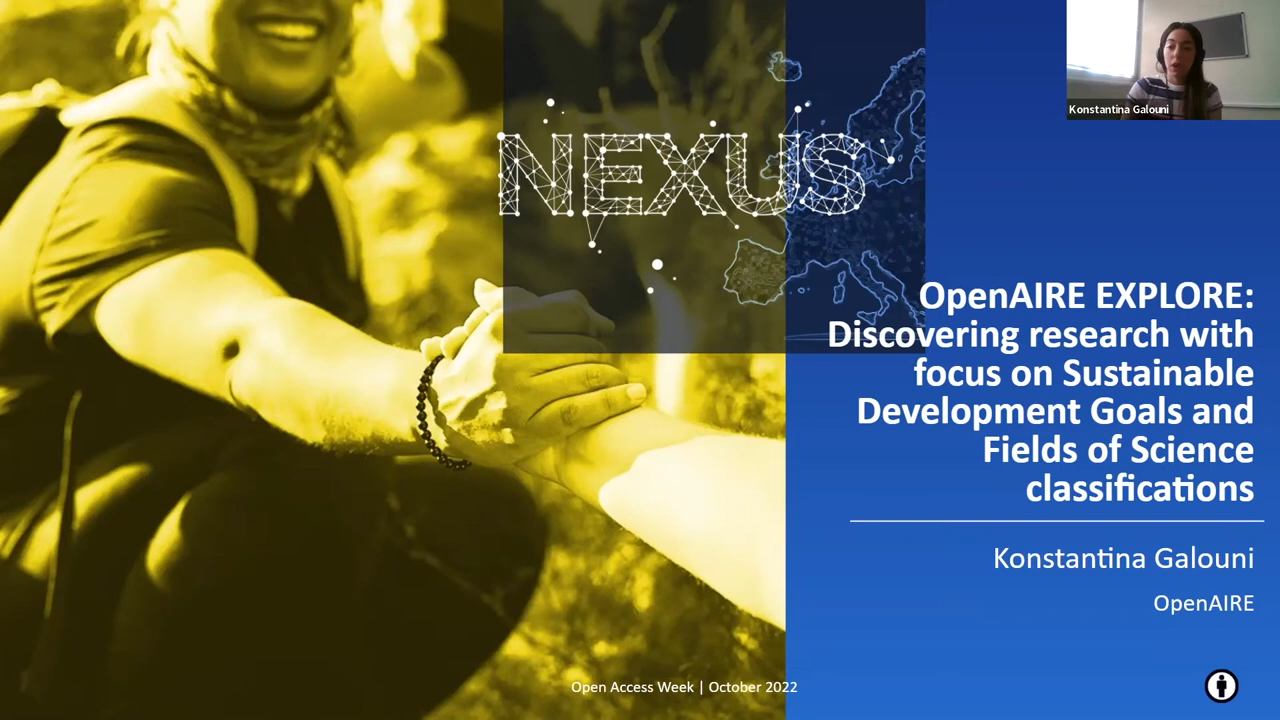 NEXUS
Konstantina Galouni
OpenAIRE EXPLORE:
Discovering research with
focus on Sustainable
Development Goals and
Fields of Science
classifications
Konstantina Galouni
OpenAIRE
Open Access Week | October 2022